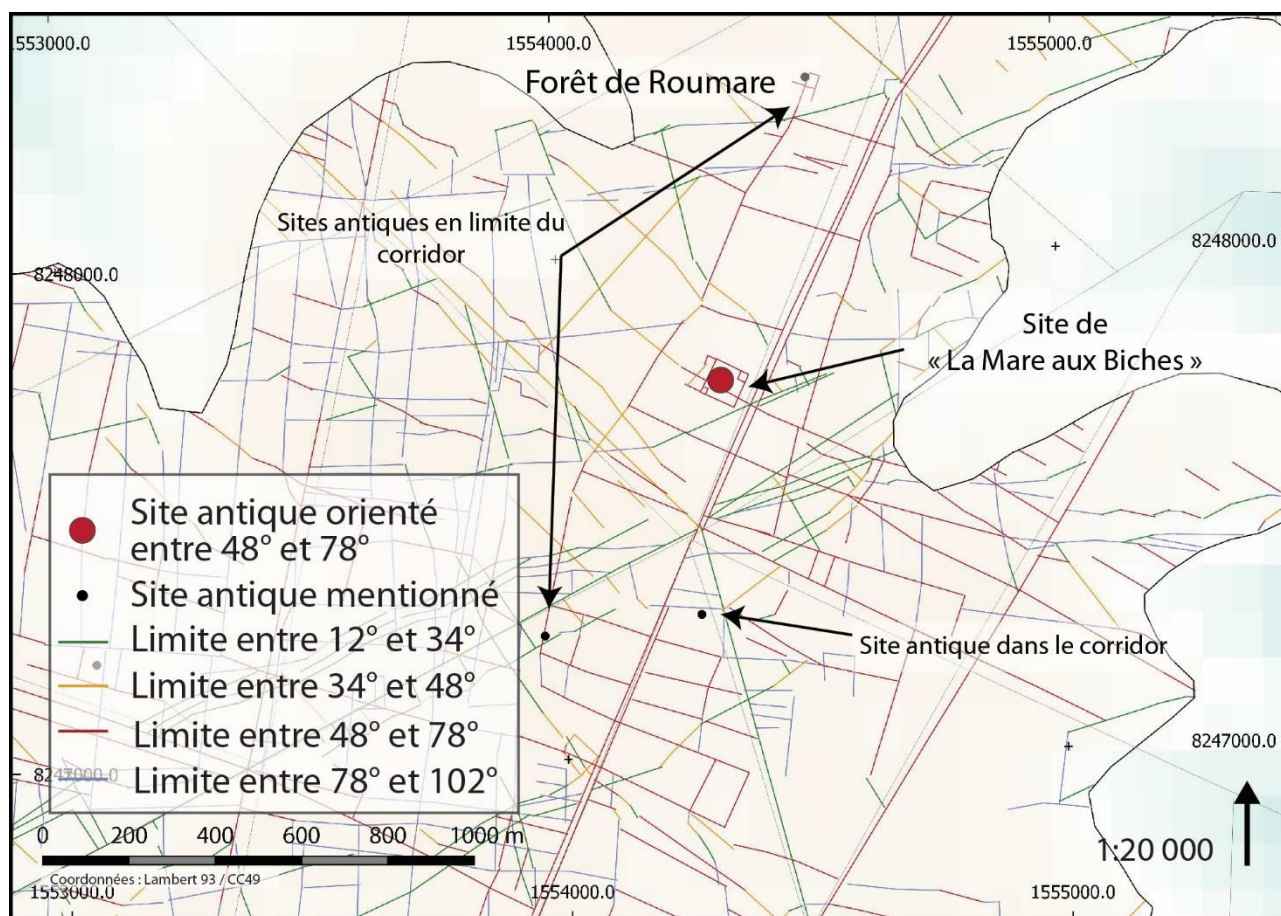 1553000.0
1554000.0
1555000.0
Forêt de Roumare
Sites antiques en limite du
corridor
8248000.0
8248000.0
Site de
« La Mare aux Biches »
Site antique orienté
entre 48° et 78°
Site antique mentionné
Limite entre 12° et 34°
Limite entre 34° et 48°
Limite entre 48° et 78°
Limite entre 78° et 102°
Site antique dans le corridor
8247000.0
8247000.0
0 200 400 600 800 1000 m
1:20 000
Coordonnées : Lambert 93 / CC49
1553000.0
1554000.0
1555000.0